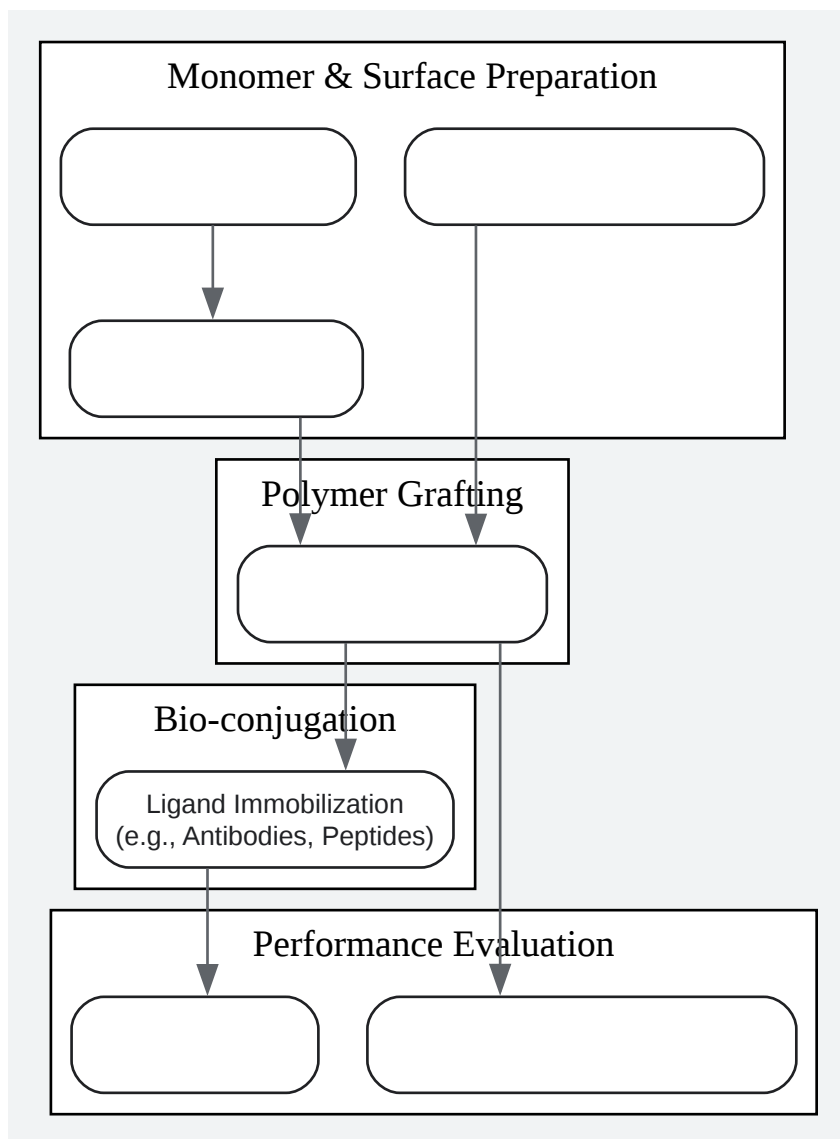 Monomer & Surface Preparation
Polymer Grafting
Bio-conjugation
Ligand Immobilization
(e.g., Antibodies, Peptides)
Performance Evaluation